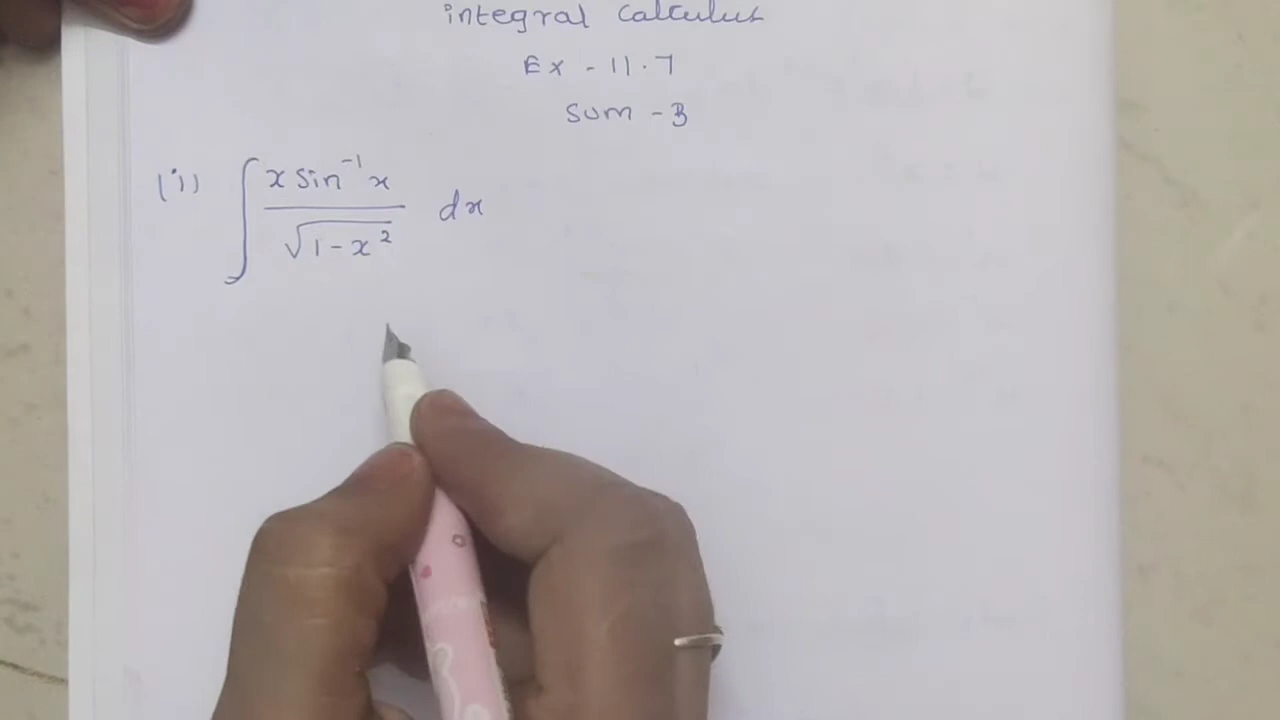 integral calculus
Ex - 11.7
Sum - 3
(i) ∫ x sin⁻¹x / √(1-x²) dx